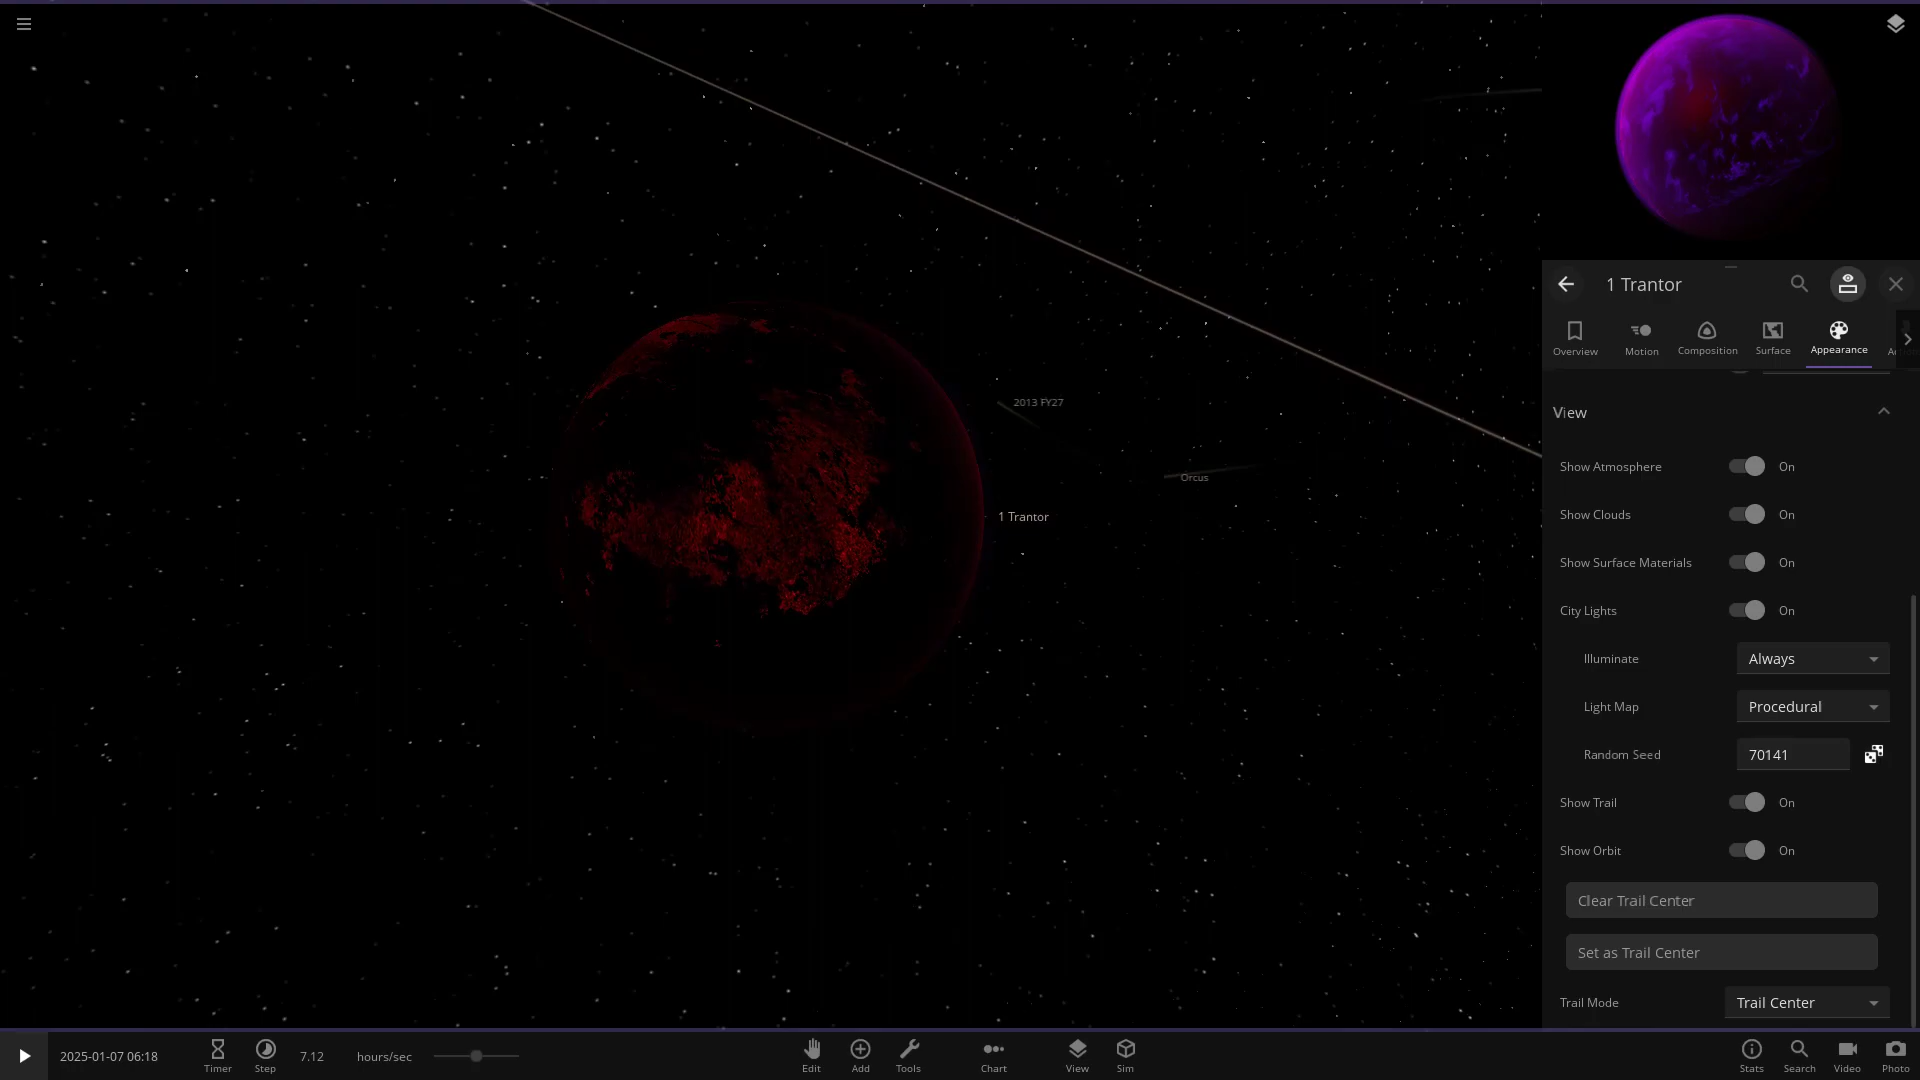 1 Trantor
Overview
Motion
Composition
Surface
Appearance
View
Show Atmosphere On
Show Clouds On
Show Surface Materials On
City Lights On
Illuminate Always
Light Map Procedural
Random Seed 70141
Show Trail On
Show Orbit On
Clear Trail Center
Set as Trail Center
Trail Mode Trail Center
2013 FY27
Orcus
1 Trantor
2025-01-07 06:18
Timer
Step
7.12 hours/sec
Edit
Add
Tools
Chart
View
Sim
Stats
Search
Video
Photo